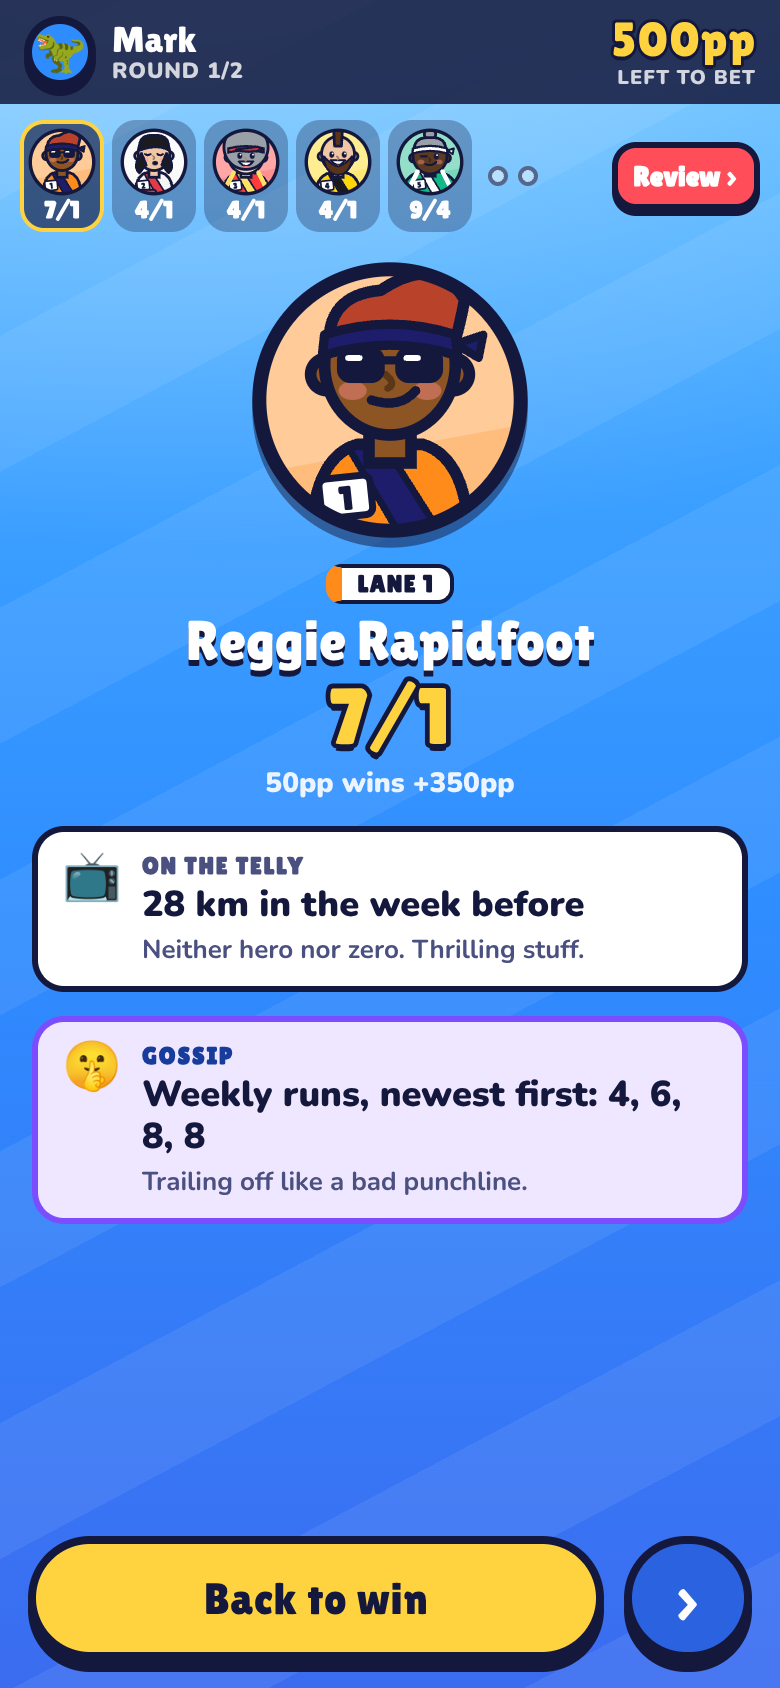 Mark
ROUND 1/2
500pp
LEFT TO BET
7/1
4/1
4/1
4/1
9/4
Review ›
1
LANE 1
Reggie Rapidfoot
7/1
50pp wins +350pp
ON THE TELLY
28 km in the week before
Neither hero nor zero. Thrilling stuff.
GOSSIP
Weekly runs, newest first: 4, 6,
8, 8
Trailing off like a bad punchline.
Back to win
›